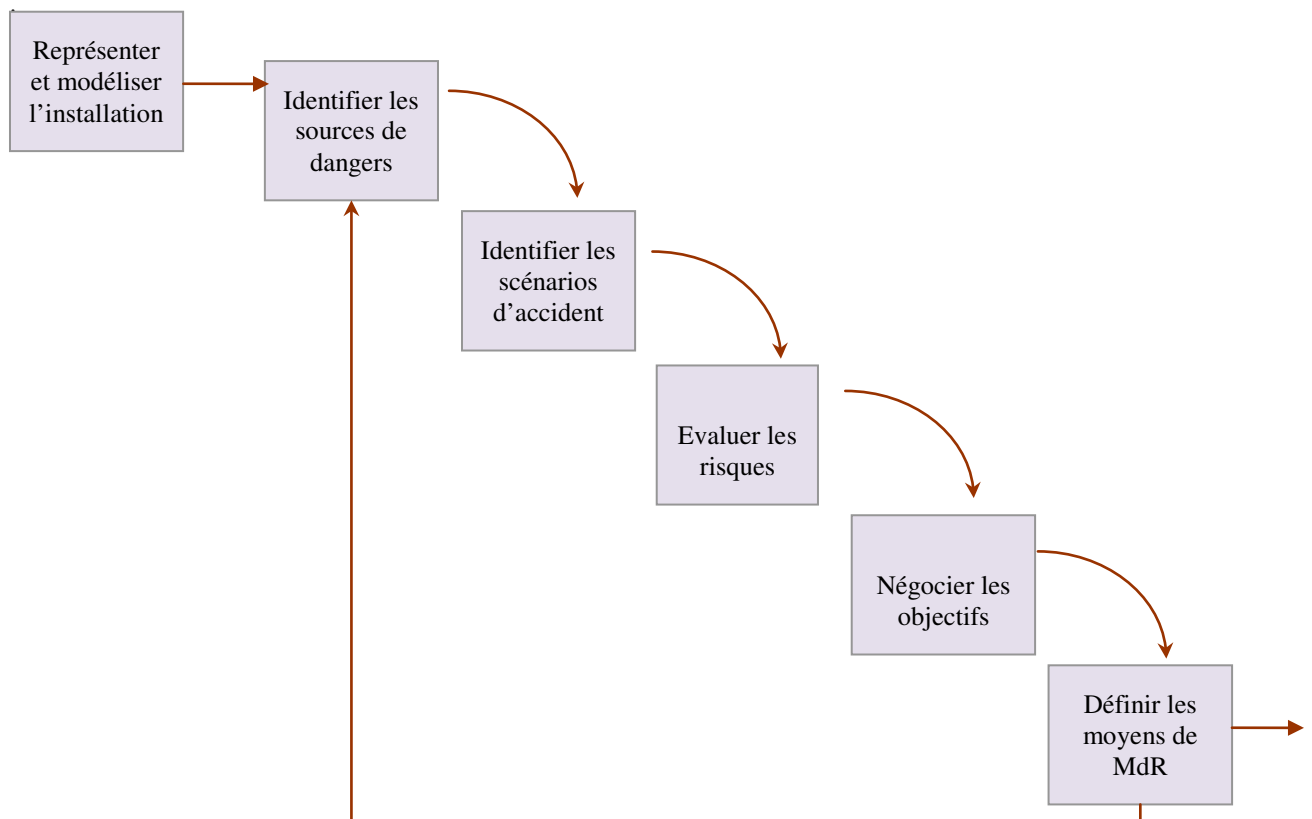 Représenter
et modéliser
l’installation
Identifier les
sources de
dangers
Identifier les
scénarios
d’accident
Evaluer les
risques
Négocier les
objectifs
Définir les
moyens de
MdR